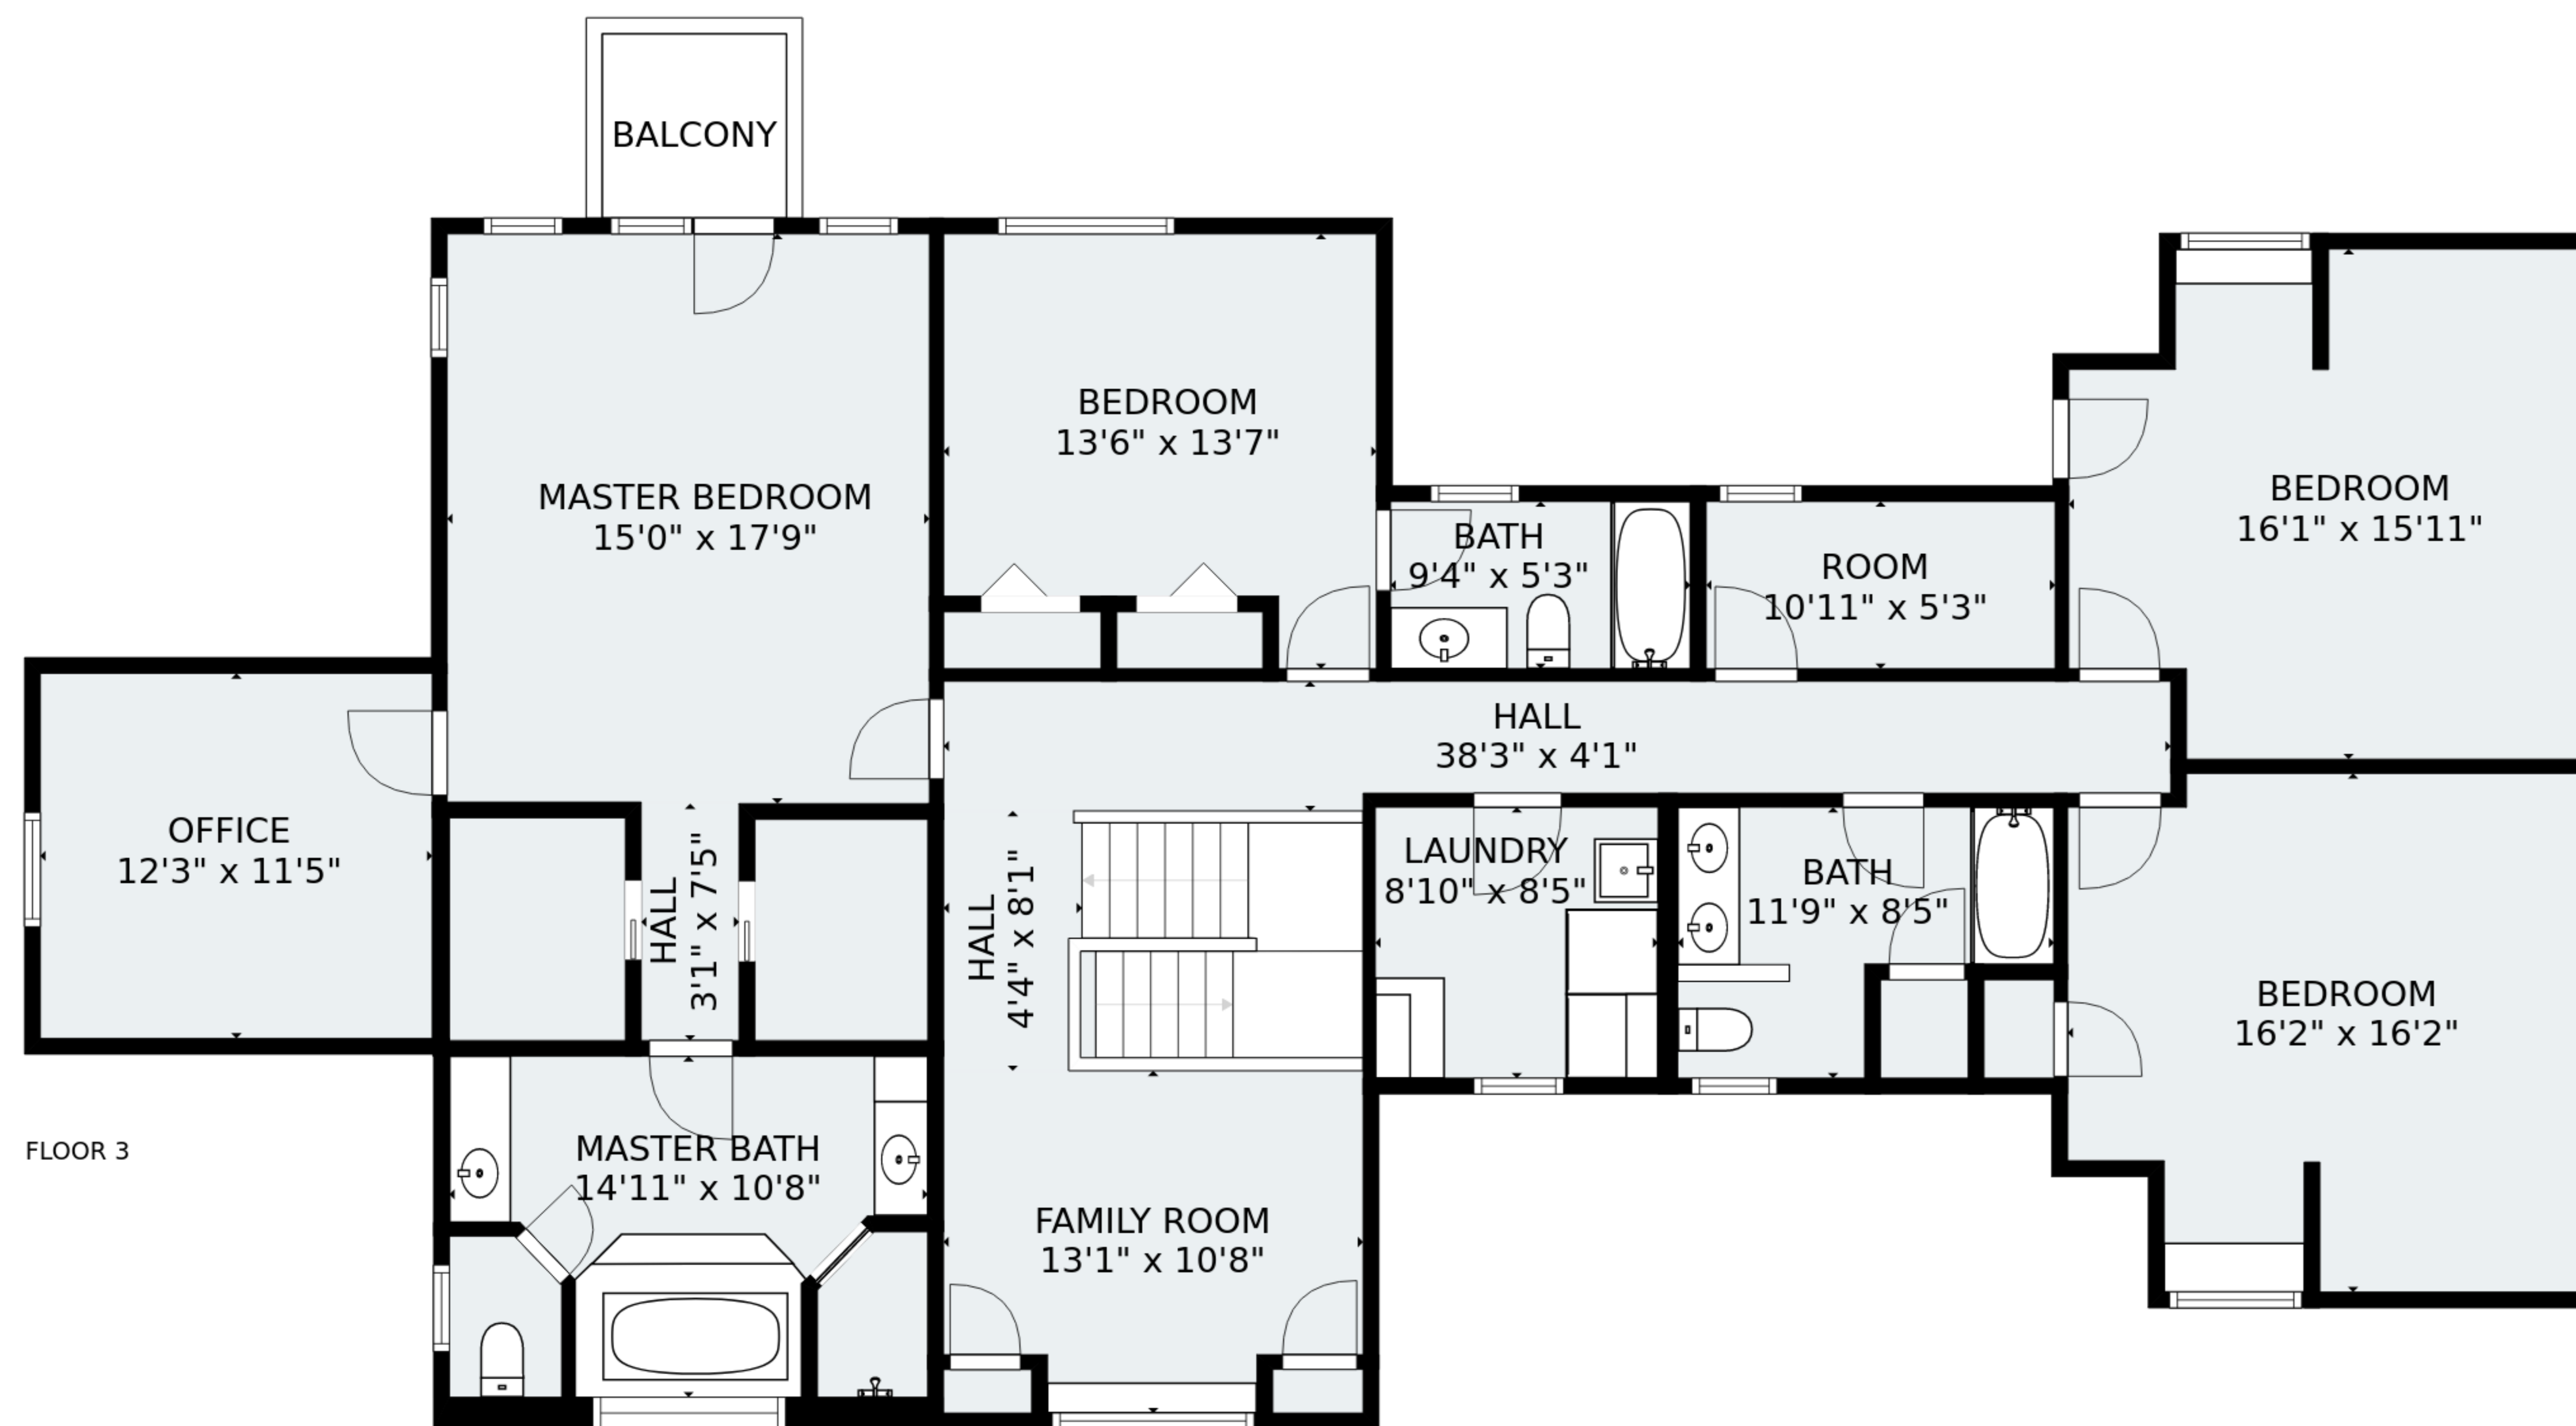 BALCONY
MASTER BEDROOM
15'0" x 17'9"
BEDROOM
13'6" x 13'7"
BATH
9'4" x 5'3"
ROOM
10'11" x 5'3"
BEDROOM
16'1" x 15'11"
HALL
38'3" x 4'1"
OFFICE
12'3" x 11'5"
HALL
3'1" x 7'5"
HALL
4'4" x 8'1"
LAUNDRY
8'10" x 8'5"
BATH
11'9" x 8'5"
BEDROOM
16'2" x 16'2"
FLOOR 3
MASTER BATH
14'11" x 10'8"
FAMILY ROOM
13'1" x 10'8"